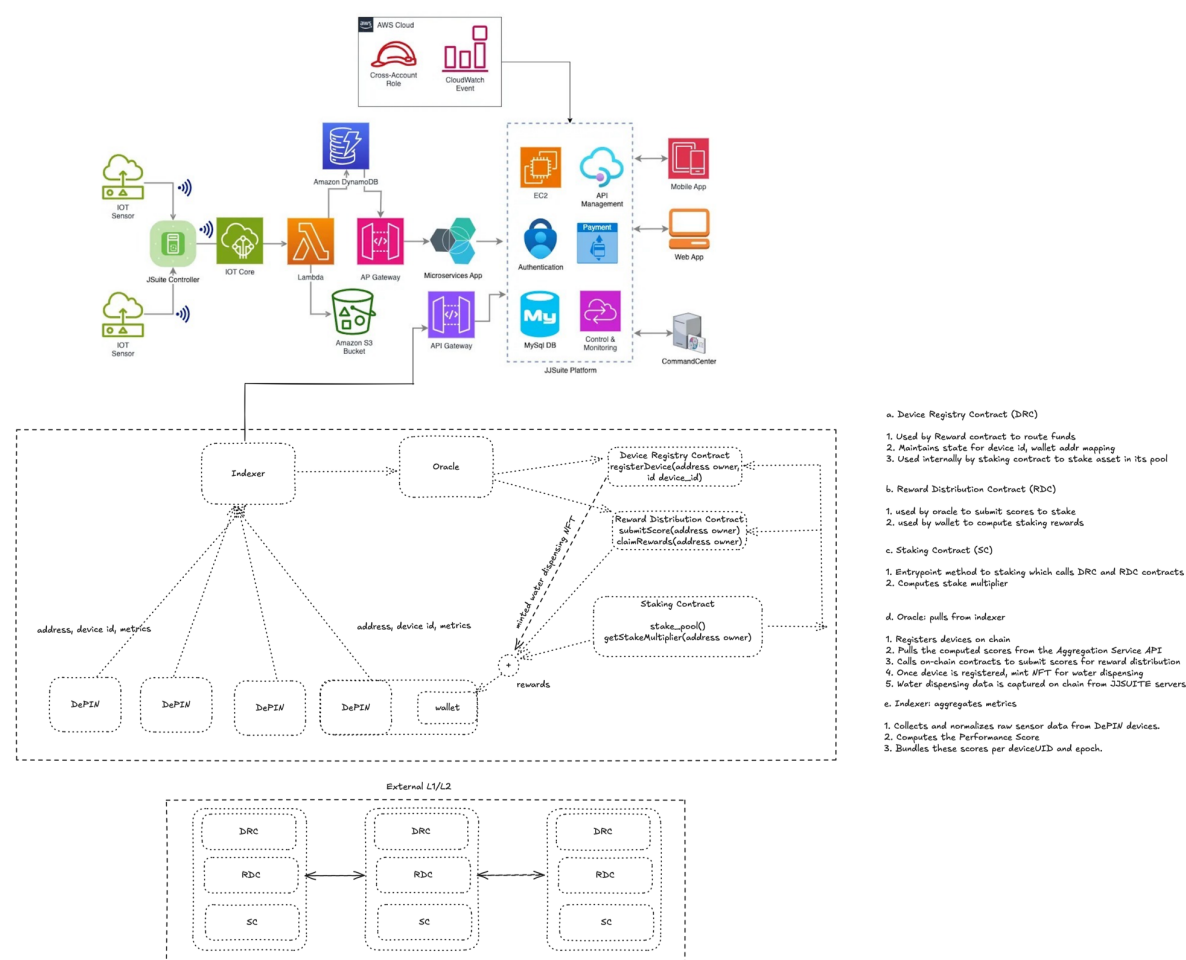 aws
AWS Cloud
Cross-Account
Role
CloudWatch
Event
Amazon DynamoDB
IOT
Sensor
JSuite Controller
IOT Core
Lambda
AP Gateway
Microservices App
IOT
Sensor
Amazon S3
Bucket
API Gateway
EC2
API
Management
Authentication
Payment
My
MySql DB
Control &
Monitoring
JJSuite Platform
Mobile App
Web App
CommandCenter
Indexer
Oracle
Device Registry Contract
registerDevice(address owner,
id device_id)
Reward Distribution Contract
submitScore(address owner)
claimRewards(address owner)
minted water dispensing NFT
Staking Contract
stake_pool()
getStakeMultiplier(address owner)
address, device id, metrics
address, device id, metrics
+
rewards
DePIN
DePIN
DePIN
DePIN
wallet
a. Device Registry Contract (DRC)
1. Used by Reward contract to route funds
2. Maintains state for device id, wallet addr mapping
3. Used internally by staking contract to stake asset in its pool
b. Reward Distribution Contract (RDC)
1. used by oracle to submit scores to stake
2. used by wallet to compute staking rewards
c. Staking Contract (SC)
1. Entrypoint method to staking which calls DRC and RDC contracts
2. Computes stake multiplier
d. Oracle: pulls from indexer
1. Registers devices on chain
2. Pulls the computed scores from the Aggregation Service API
3. Calls on-chain contracts to submit scores for reward distribution
4. Once device is registered, mint NFT for water dispensing
5. Water dispensing data is captured on chain from JJSUITE servers
e. Indexer: aggregates metrics
1. Collects and normalizes raw sensor data from DePIN devices.
2. Computes the Performance Score
3. Bundles these scores per deviceUID and epoch.
External L1/L2
DRC
RDC
SC
DRC
RDC
SC
DRC
RDC
SC